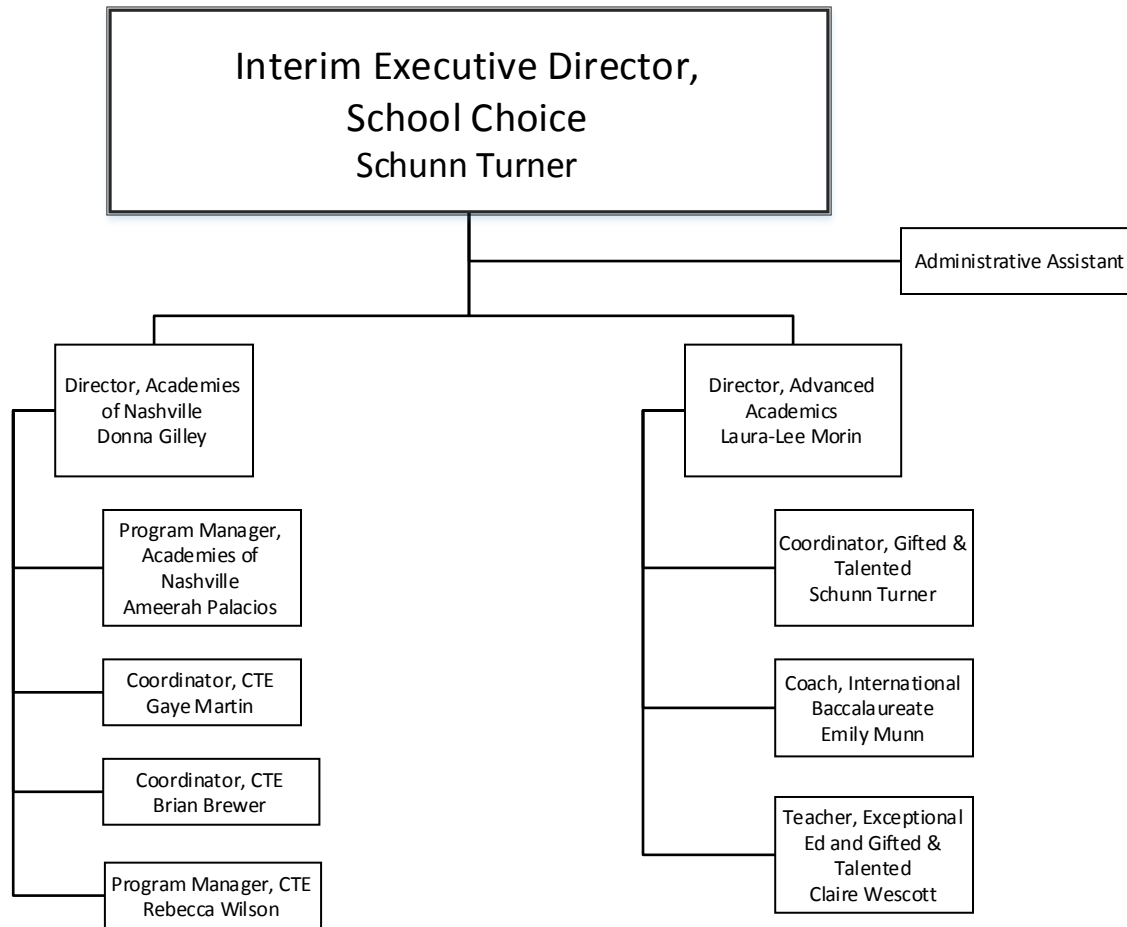 Interim Executive Director,
School Choice
Schunn Turner
Administrative Assistant
Director, Academies
of Nashville
Donna Gilley
Program Manager,
Academies of
Nashville
Ameerah Palacios
Coordinator, CTE
Gaye Martin
Coordinator, CTE
Brian Brewer
Program Manager, CTE
Rebecca Wilson
Director, Advanced
Academics
Laura-Lee Morin
Coordinator, Gifted &
Talented
Schunn Turner
Coach, International
Baccalaureate
Emily Munn
Teacher, Exceptional
Ed and Gifted &
Talented
Claire Wescott